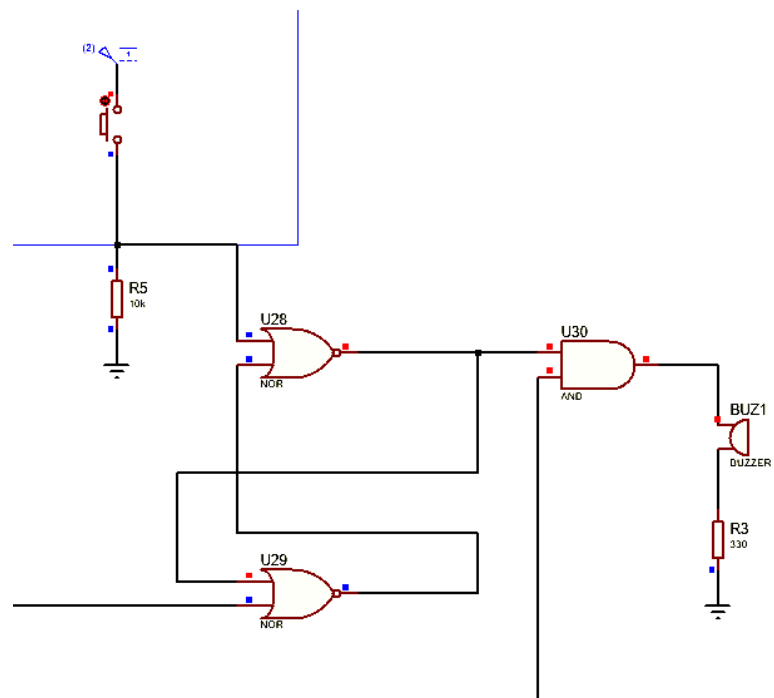 (2)
1
R5
10k
U28
NOR
U30
AND
BUZ1
BUZZER
R3
330
U29
NOR